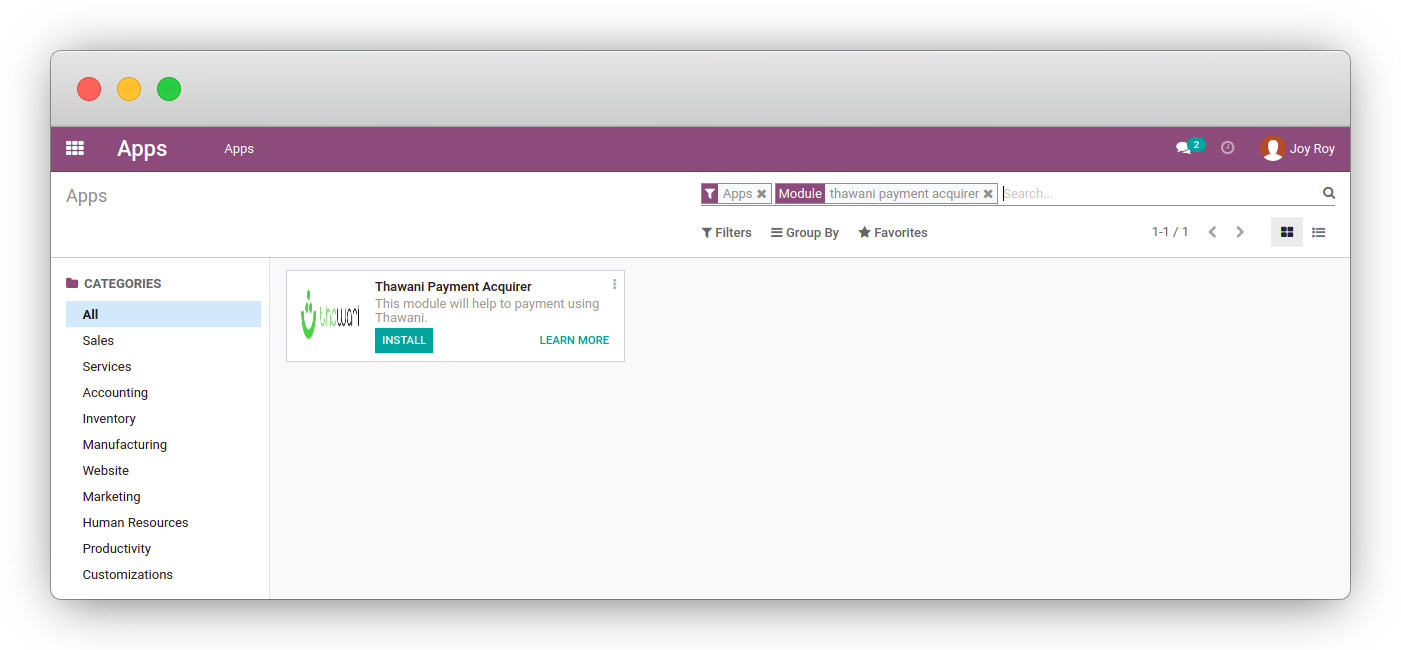 Apps Apps 2 Joy Roy
Apps
Apps Module thawani payment acquirer Search...
Filters Group By Favorites 1-1 / 1
CATEGORIES
All
Sales
Services
Accounting
Inventory
Manufacturing
Website
Marketing
Human Resources
Productivity
Customizations
thawani
Thawani Payment Acquirer
This module will help to payment using
Thawani.
INSTALL LEARN MORE